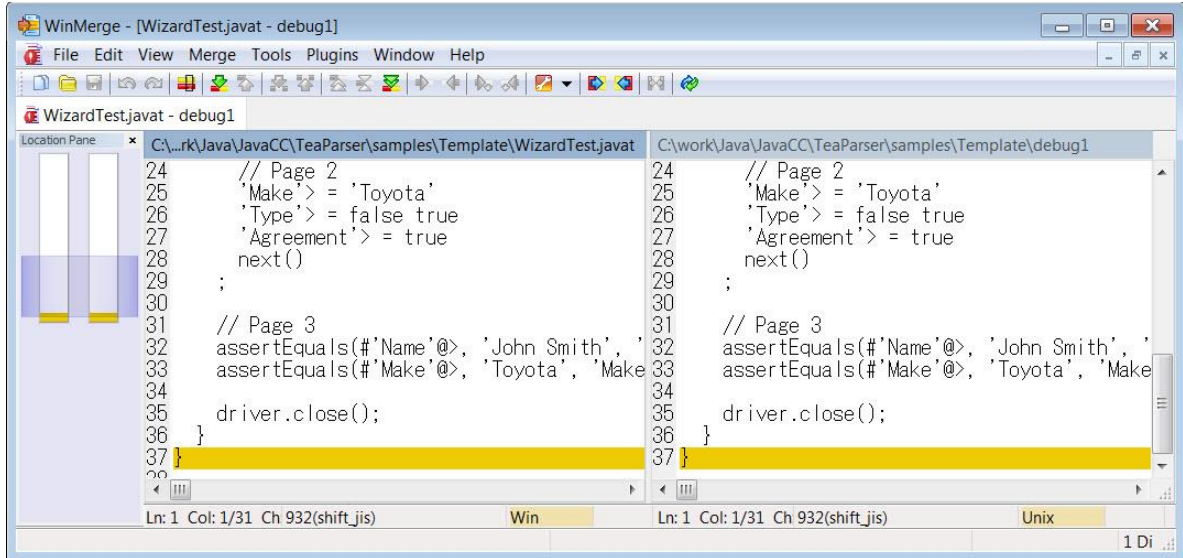 WinMerge - [WizardTest.javat - debug1]
File Edit View Merge Tools Plugins Window Help
WizardTest.javat - debug1
Location Pane x C:\...rk\Java\JavaCC\TeaParser\samples\Template\WizardTest.javat C:\work\Java\JavaCC\TeaParser\samples\Template\debug1
24 // Page 2
25 'Make'> = 'Toyota'
26 'Type'> = false true
27 'Agreement'> = true
28 next()
29 ;
30
31 // Page 3
32 assertEquals(#'Name'@>, 'John Smith', '
33 assertEquals(#'Make'@>, 'Toyota', 'Make
34
35 driver.close();
36 }
37 }
24 // Page 2
25 'Make'> = 'Toyota'
26 'Type'> = false true
27 'Agreement'> = true
28 next()
29 ;
30
31 // Page 3
32 assertEquals(#'Name'@>, 'John Smith', '
33 assertEquals(#'Make'@>, 'Toyota', 'Make
34
35 driver.close();
36 }
37 }
Ln: 1 Col: 1/31 Ch 932(shift_jis) Win Ln: 1 Col: 1/31 Ch 932(shift_jis) Unix
1 Di